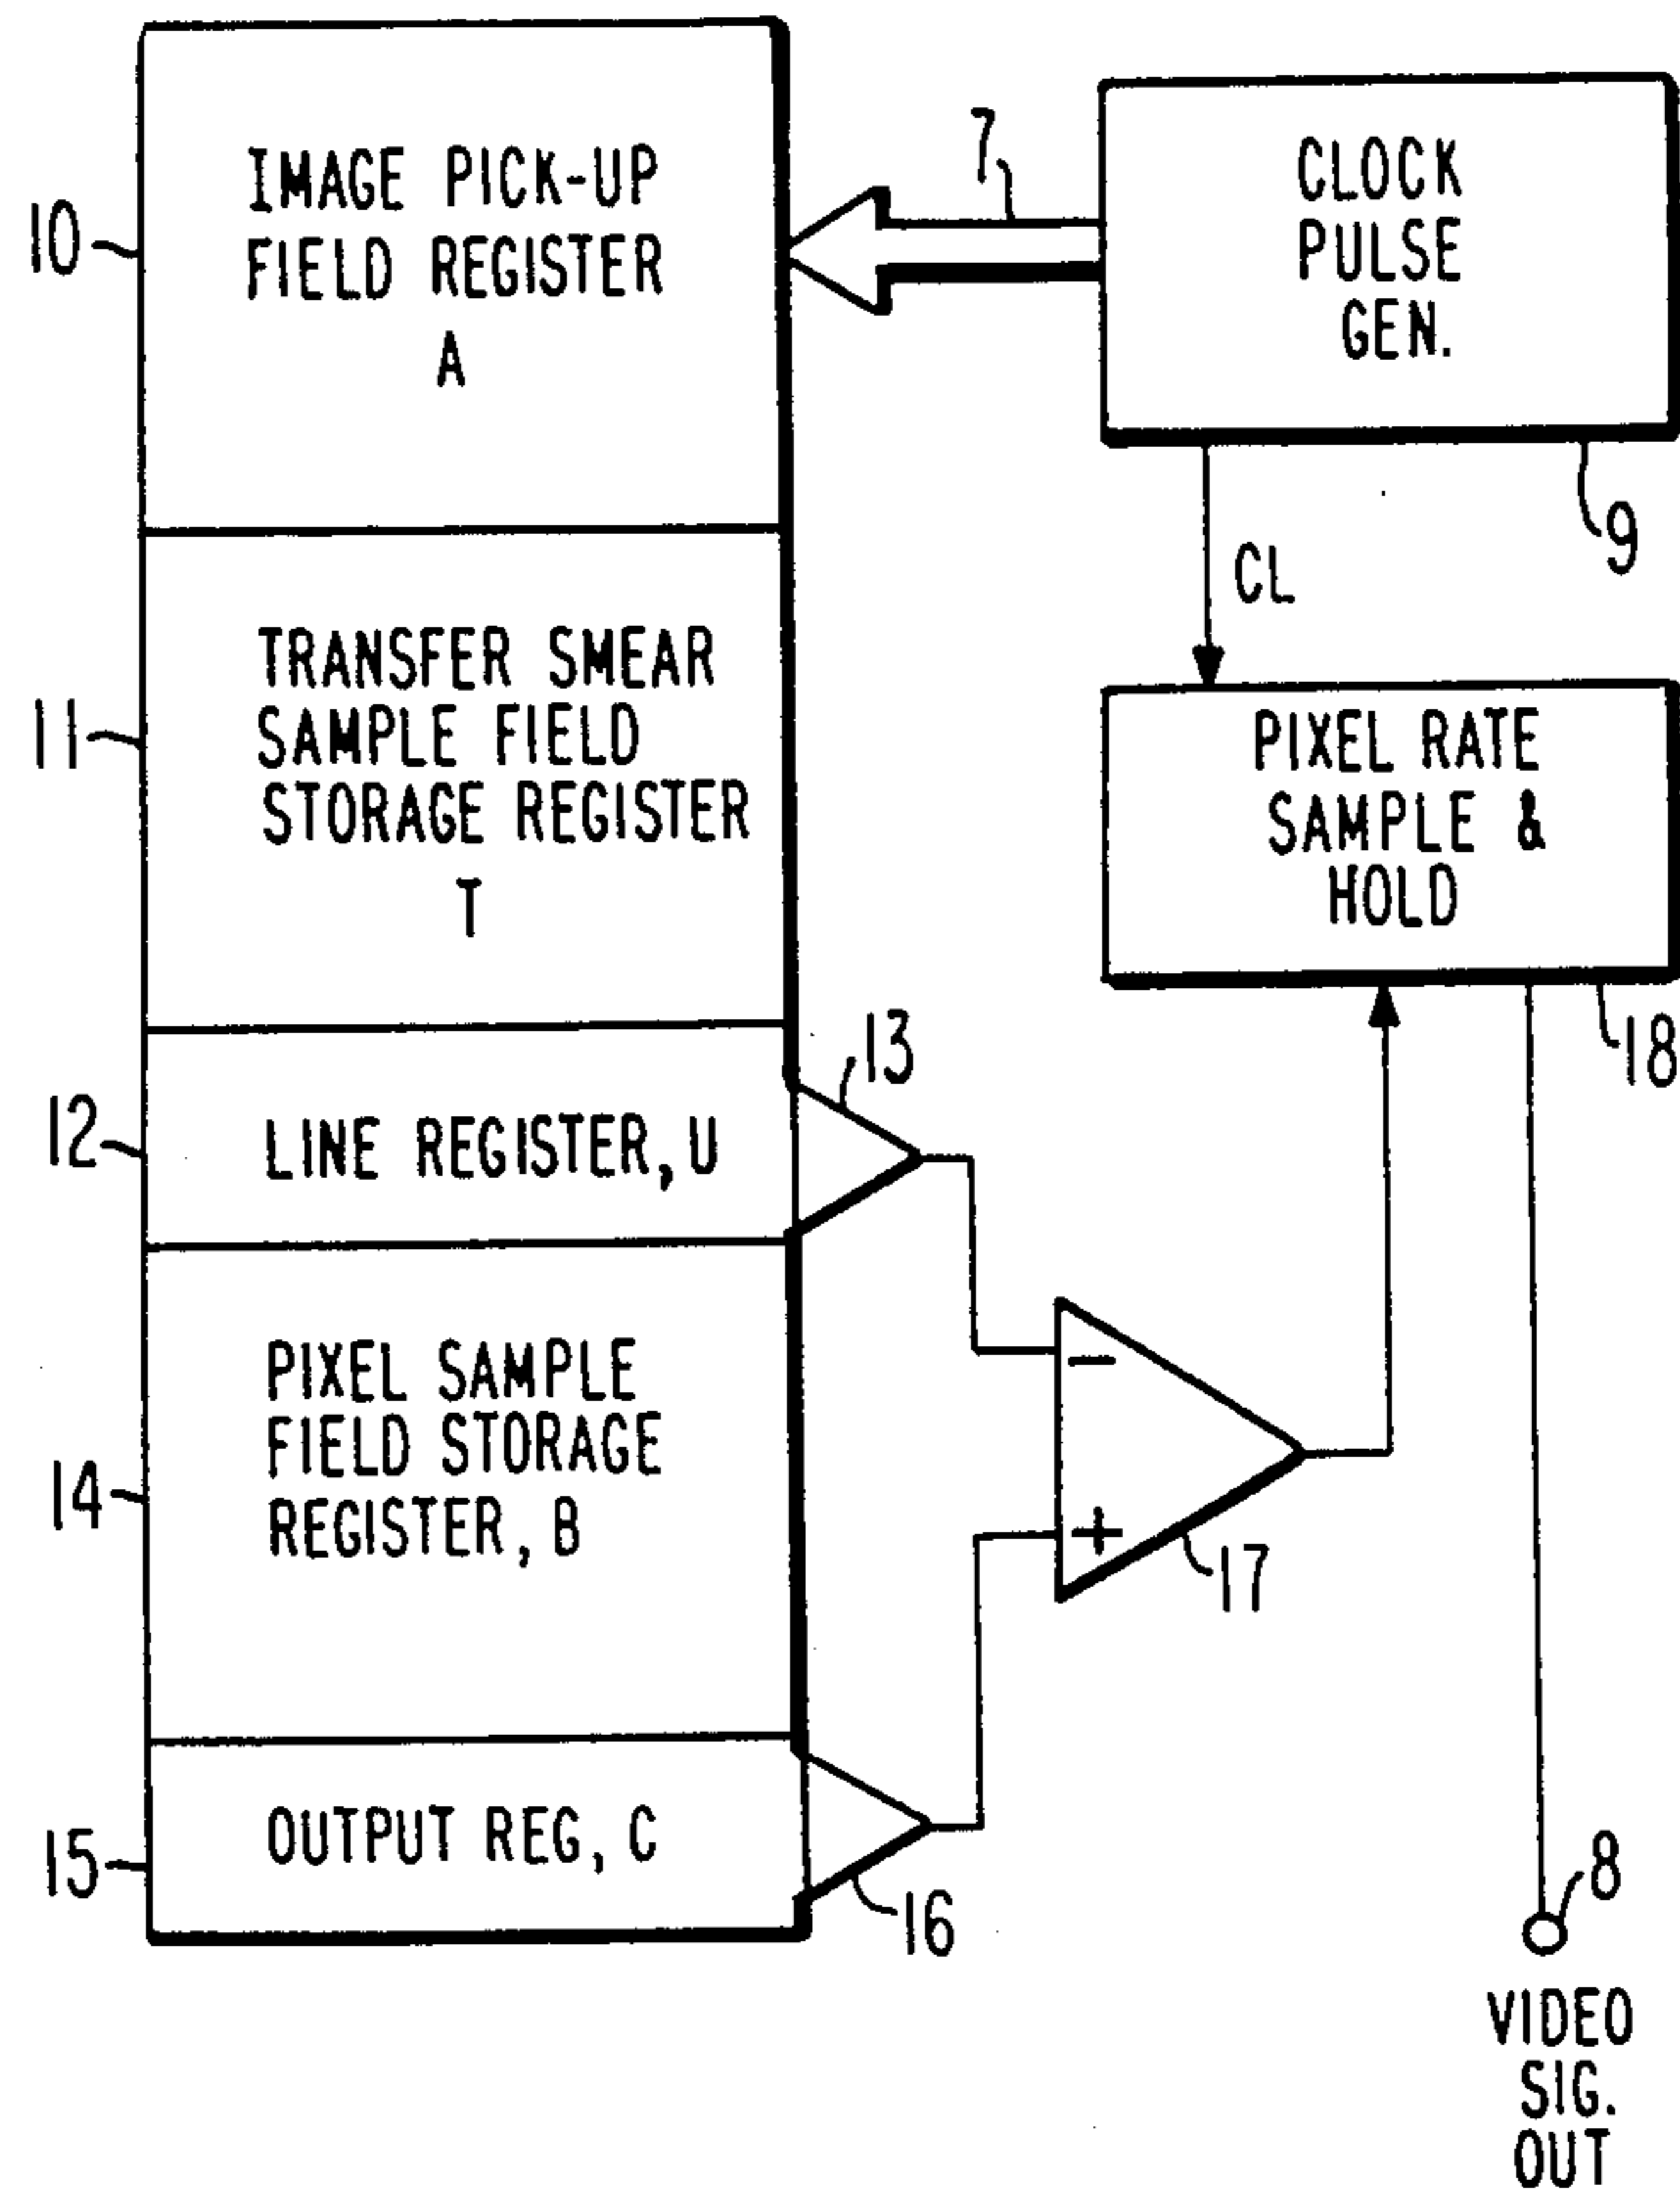 10
IMAGE PICK-UP
FIELD REGISTER
A
7
CLOCK
PULSE
GEN.
9
CL
11
TRANSFER SMEAR
SAMPLE FIELD
STORAGE REGISTER
T
PIXEL RATE
SAMPLE &
HOLD
18
12
LINE REGISTER, U
13
14
PIXEL SAMPLE
FIELD STORAGE
REGISTER, B
−
+
17
15
OUTPUT REG, C
16
8
VIDEO
SIG.
OUT